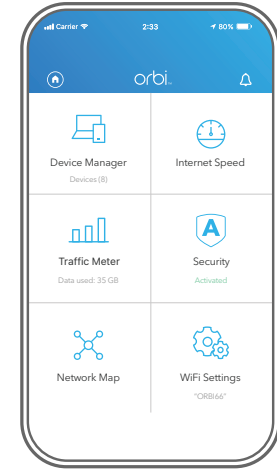 Carrier 2:33 80%
orbi
Device Manager Internet Speed
Devices (8)
A
Traffic Meter Security
Data used: 35 GB Activated
Network Map WiFi Settings
"ORBI66"